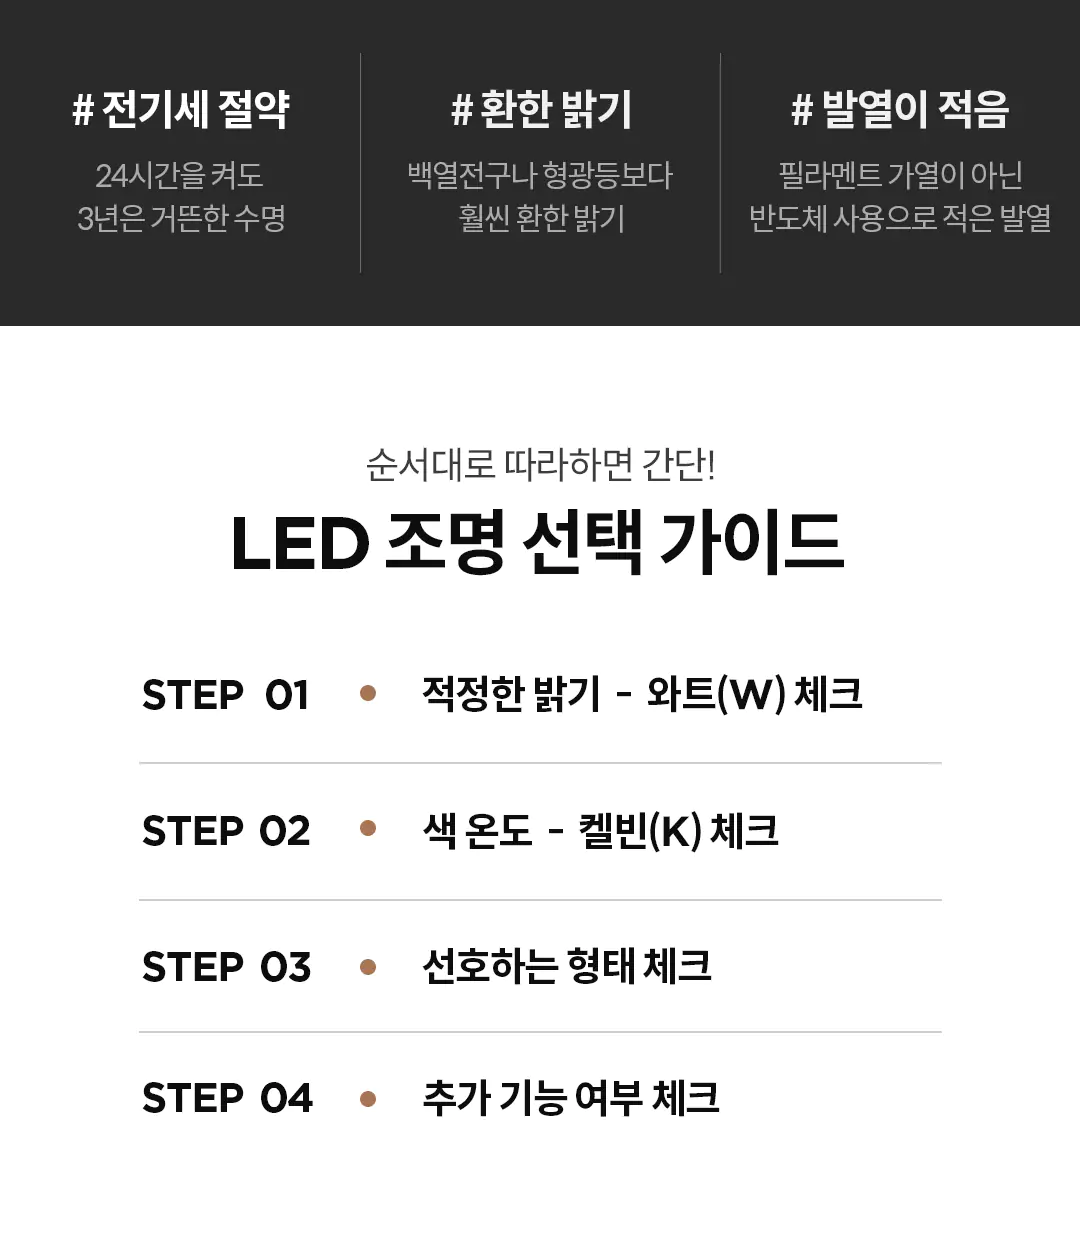 # 전기세 절약
24시간을 켜도
3년은 거뜬한 수명
# 환한 밝기
백열전구나 형광등보다
훨씬 환한 밝기
# 발열이 적음
필라멘트 가열이 아닌
반도체 사용으로 적은 발열
순서대로 따라하면 간단!
LED 조명 선택 가이드
STEP 01 • 적정한 밝기 - 와트(W) 체크
STEP 02 • 색 온도 - 켈빈(K) 체크
STEP 03 • 선호하는 형태 체크
STEP 04 • 추가 기능 여부 체크